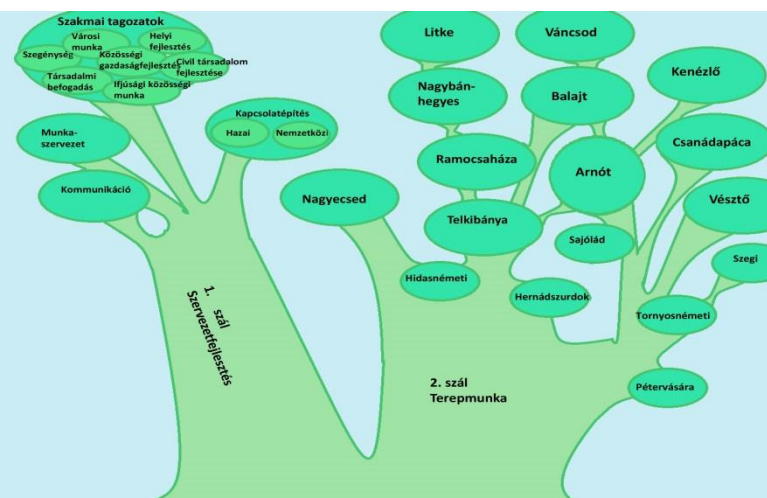 Szakmai tagozatok
Városi
munka
Helyi
fejlesztés
Szegénység
Közösségi
gazdaságfejlesztés
Civil társadalom
fejlesztése
Társadalmi
befogadás
Ifjúsági közösségi
munka
Munka-
szervezet
Kommunikáció
Kapcsolatépítés
Hazai
Nemzetközi
1. szál
Szervezetfejlesztés
Litke
Váncsod
Nagybán-
hegyes
Balajt
Kenézlő
Csanádapáca
Ramocsaháza
Arnót
Nagyecsed
Telkibánya
Vésztő
Sajólád
Szegi
Hidasnémeti
Hernádszurdok
Tornyosnémeti
2. szál
Terepmunka
Pétervására